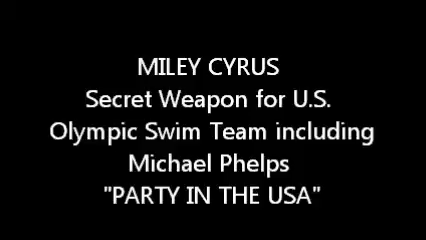 MILEY CYRUS
Secret Weapon for U.S.
Olympic Swim Team including
Michael Phelps
"PARTY IN THE USA"